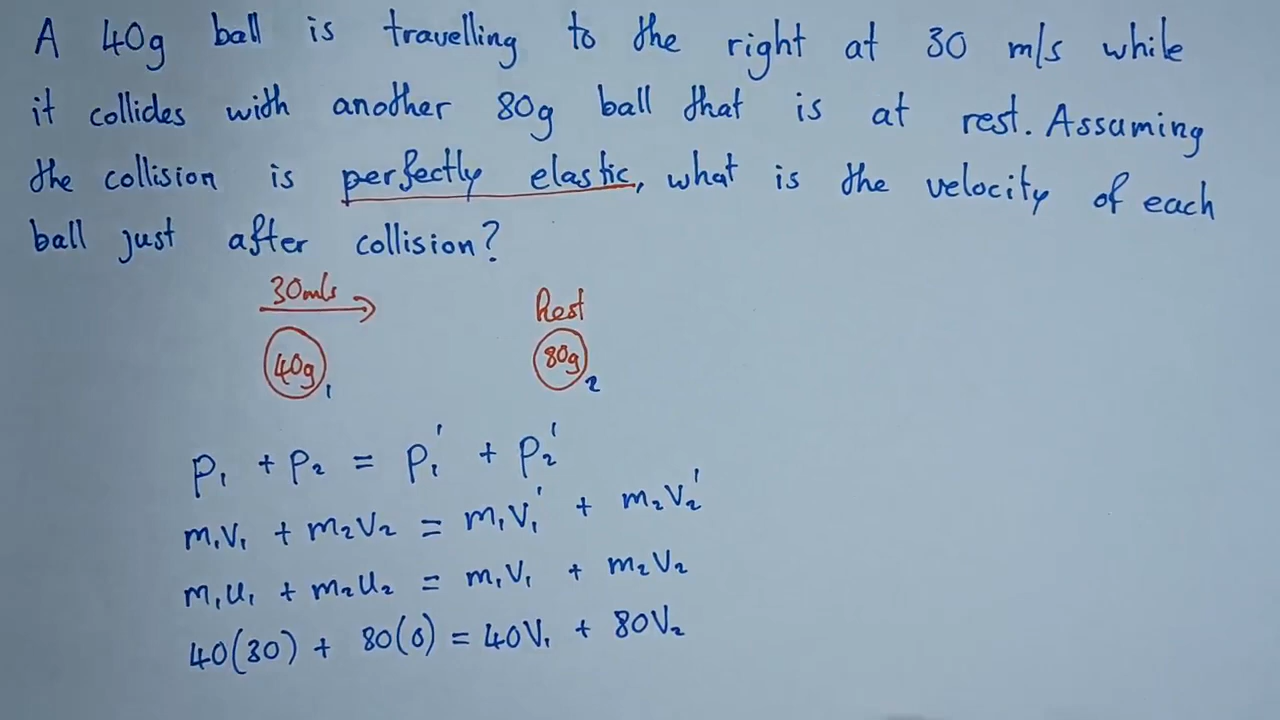 A 40g ball is travelling to the right at 30 m/s while
it collides with another 80g ball that is at rest. Assuming
the collision is perfectly elastic, what is the velocity of each
ball just after collision?
30m/s
Rest
40g 1
80g 2
P₁ + P₂ = P₁' + P₂'
m₁V₁ + m₂V₂ = m₁V₁' + m₂V₂'
m₁U₁ + m₂U₂ = m₁V₁ + m₂V₂
40(30) + 80(0) = 40V₁ + 80V₂